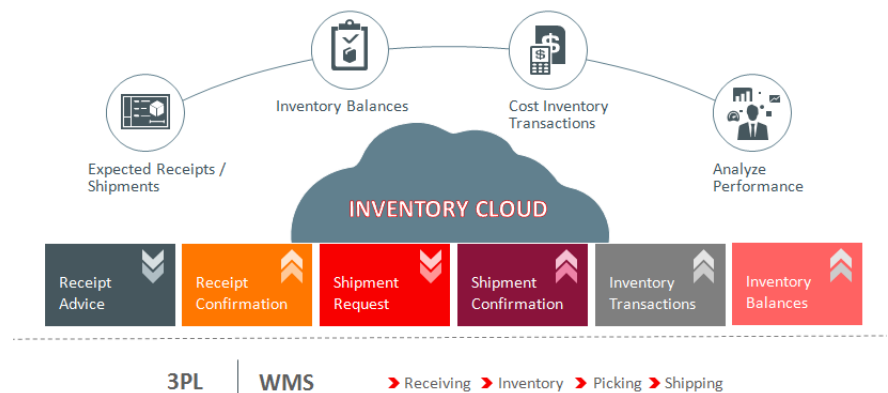 Inventory Balances
Cost Inventory
Transactions
Expected Receipts /
Shipments
Analyze
Performance
INVENTORY CLOUD
Receipt
Advice
Receipt
Confirmation
Shipment
Request
Shipment
Confirmation
Inventory
Transactions
Inventory
Balances
3PL
WMS
Receiving Inventory Picking Shipping